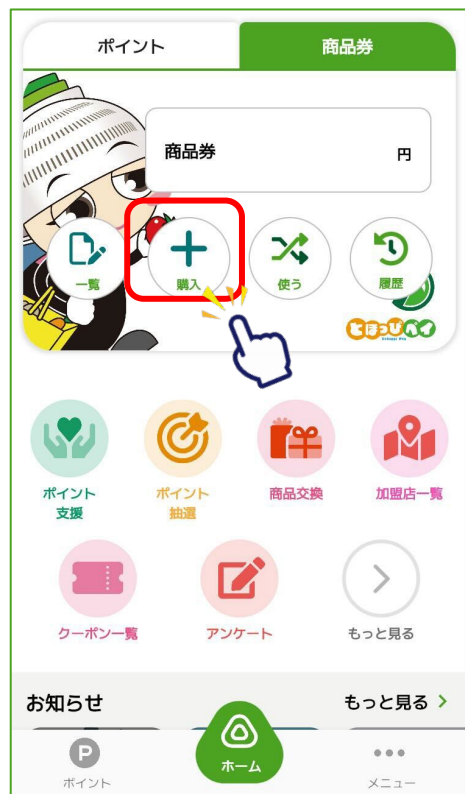 ポイント
商品券
商品券
円
一覧
購入
使う
履歴
とほっぴペイ
ポイント
支援
ポイント
抽選
商品交換
加盟店一覧
クーポン一覧
アンケート
もっと見る
お知らせ
もっと見る
P
ポイント
ホーム
メニュー